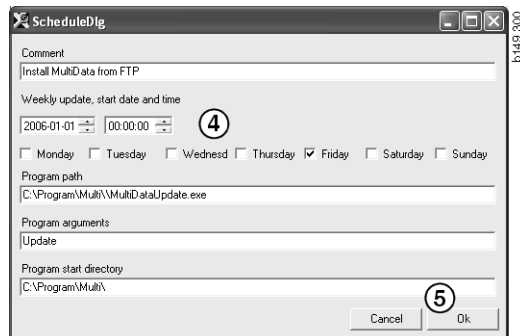 ScheduleDlg
Comment
Install MultiData from FTP
Weekly update, start date and time
2006-01-01 00:00:00 4
Monday Tuesday Wednesd Thursday Friday Saturday Sunday
Program path
C:\Program\Multi\\MultiDataUpdate.exe
Program arguments
Update
Program start directory
C:\Program\Multi\
5
Cancel Ok
b149 300